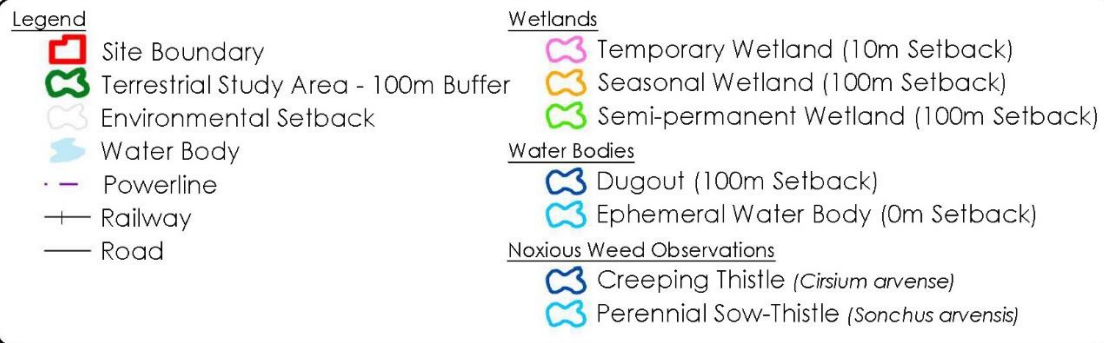 Legend
Site Boundary
Terrestrial Study Area - 100m Buffer
Environmental Setback
Water Body
Powerline
Railway
Road
Wetlands
Temporary Wetland (10m Setback)
Seasonal Wetland (100m Setback)
Semi-permanent Wetland (100m Setback)
Water Bodies
Dugout (100m Setback)
Ephemeral Water Body (0m Setback)
Noxious Weed Observations
Creeping Thistle (Cirsium arvense)
Perennial Sow-Thistle (Sonchus arvensis)